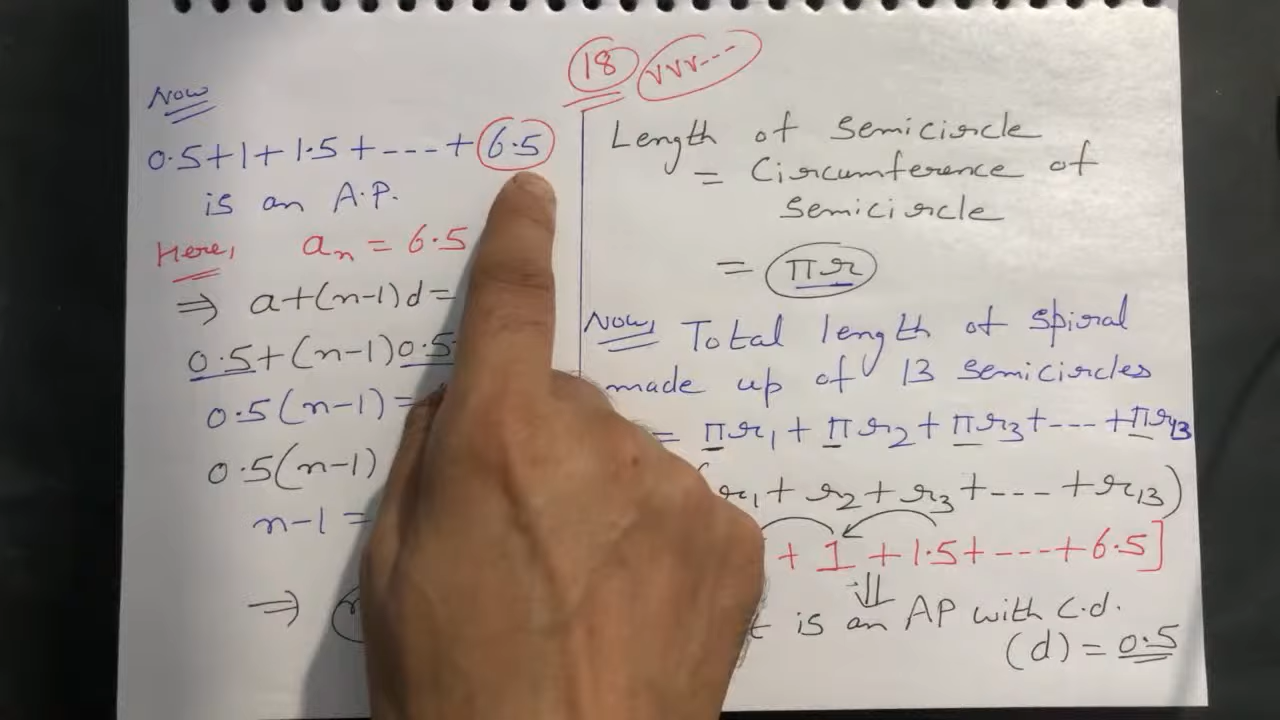 18 vvv---
Now
0.5+1+1.5+---+6.5
is an A.P.
Here, aₙ = 6.5
⇒ a+(n-1)d=
0.5+(n-1)0.5
0.5(n-1)=
0.5(n-1)
n-1=
⇒
Length of semicircle
= Circumference of
semicircle
= πr
Now, Total length of spiral
made up of 13 semicircles
= πr₁+πr₂+πr₃+---+πr₁₃
r₁+r₂+r₃+---+r₁₃)
+1+1.5+---+6.5]
⇓
is an AP with c.d.
(d)=0.5